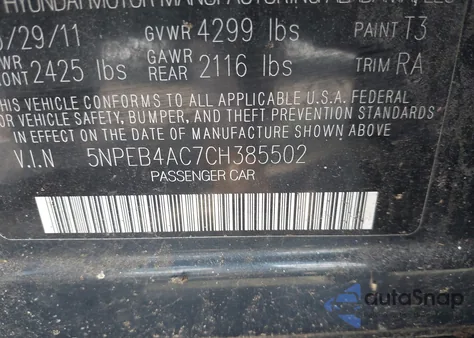 HYUNDAI MOTOR MANUFACTURING
/29/11 GVWR 4299 lbs PAINT T3
GAWR
2425 lbs REAR 2116 lbs TRIM RA
THIS VEHICLE CONFORMS TO ALL APPLICABLE U.S.A. FEDERAL
VEHICLE SAFETY, BUMPER, AND THEFT PREVENTION STANDARDS
IN EFFECT ON THE DATE OF MANUFACTURE SHOWN ABOVE.
V.I.N 5NPEB4AC7CH385502
PASSENGER CAR
autoSnap